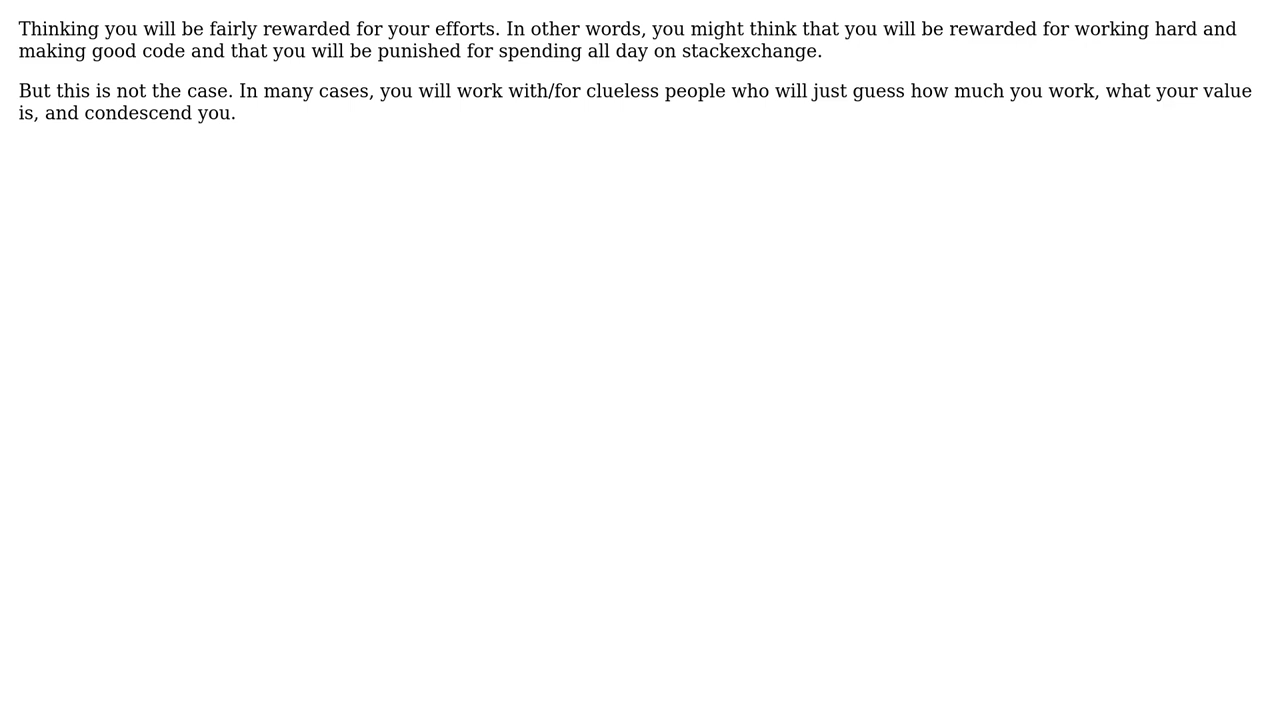 Thinking you will be fairly rewarded for your efforts. In other words, you might think that you will be rewarded for working hard and
making good code and that you will be punished for spending all day on stackexchange.
But this is not the case. In many cases, you will work with/for clueless people who will just guess how much you work, what your value
is, and condescend you.